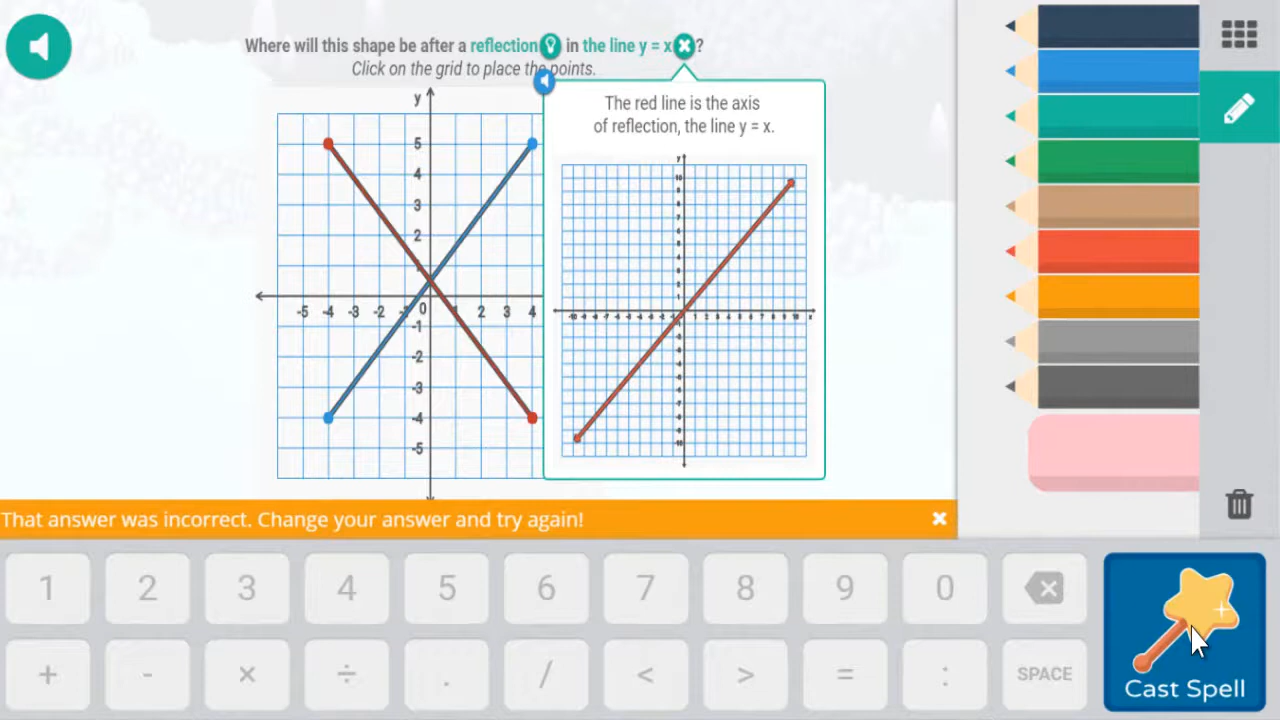 Where will this shape be after a reflection in the line y = x ?
Click on the grid to place the points.
The red line is the axis
of reflection, the line y = x.
y
5
4
3
2
-5 -4 -3 -2 -1 0 1 2 3 4
-1
-2
-3
-4
-5
That answer was incorrect. Change your answer and try again!
1 2 3 4 5 6 7 8 9 0
+ - × ÷ . / < > = : SPACE
Cast Spell